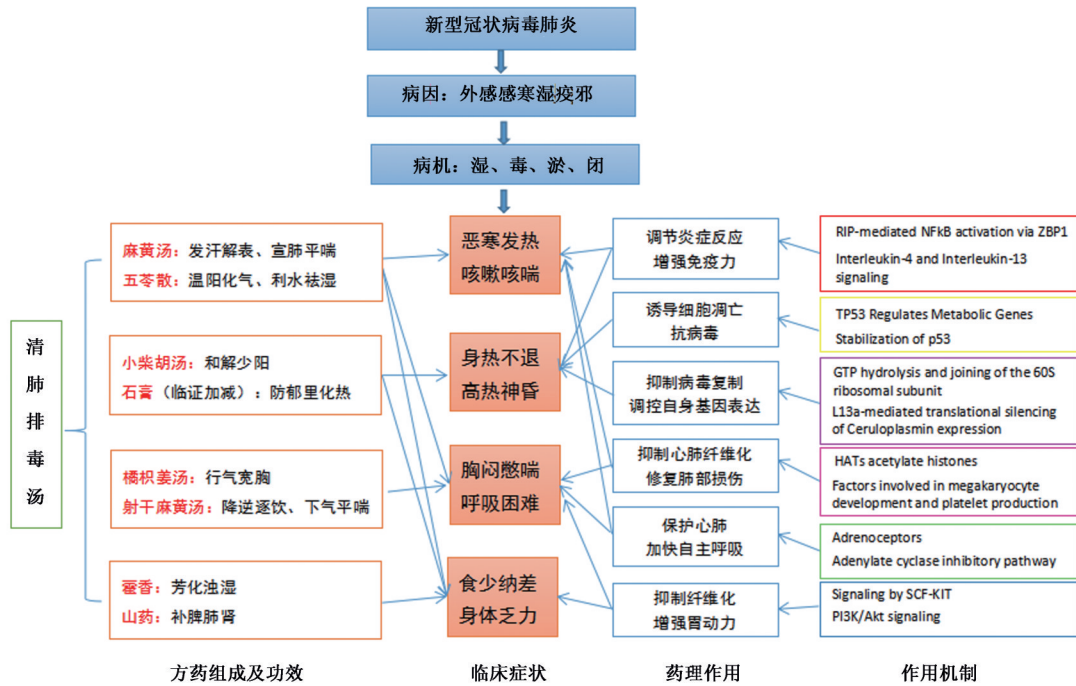 新型冠状病毒肺炎
病因：外感感寒湿疫邪
病机：湿、毒、淤、闭
清
肺
排
毒
汤
麻黄汤：发汗解表、宣肺平喘
五苓散：温阳化气、利水祛湿
小柴胡汤：和解少阳
石膏（临证加减）：防郁里化热
橘枳姜汤：行气宽胸
射干麻黄汤：降逆逐饮、下气平喘
藿香：芳化浊湿
山药：补脾肺肾
恶寒发热
咳嗽咳喘
身热不退
高热神昏
胸闷憋喘
呼吸困难
食少纳差
身体乏力
调节炎症反应
增强免疫力
诱导细胞凋亡
抗病毒
抑制病毒复制
调控自身基因表达
抑制心肺纤维化
修复肺部损伤
保护心肺
加快自主呼吸
抑制纤维化
增强胃动力
RIP-mediated NFkB activation via ZBP1
Interleukin-4 and Interleukin-13
signaling
TP53 Regulates Metabolic Genes
Stabilization of p53
GTP hydrolysis and joining of the 60S
ribosomal subunit
L13a-mediated translational silencing
of Ceruloplasmin expression
HATs acetylate histones
Factors involved in megakaryocyte
development and platelet production
Adrenoceptors
Adenylate cyclase inhibitory pathway
Signaling by SCF-KIT
PI3K/Akt signaling
方药组成及功效
临床症状
药理作用
作用机制